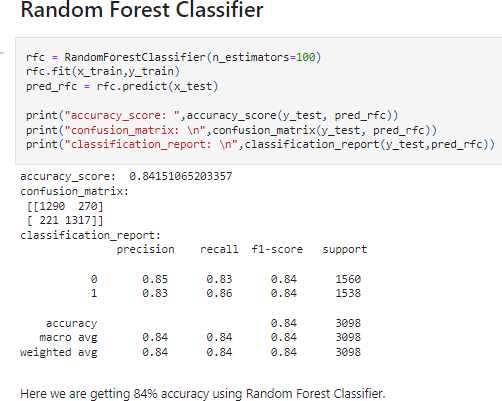 Random Forest Classifier
rfc = RandomForestClassifier(n_estimators=100)
rfc.fit(x_train,y_train)
pred_rfc = rfc.predict(x_test)
print("accuracy_score: ",accuracy_score(y_test, pred_rfc))
print("confusion_matrix: \n",confusion_matrix(y_test, pred_rfc))
print("classification_report: \n",classification_report(y_test,pred_rfc))
accuracy_score:  0.84151065203357
confusion_matrix:
[[1290  270]
[ 221 1317]]
classification_report:
precision    recall  f1-score   support
0       0.85      0.83      0.84      1560
1       0.83      0.86      0.84      1538
accuracy                           0.84      3098
macro avg       0.84      0.84      0.84      3098
weighted avg       0.84      0.84      0.84      3098
Here we are getting 84% accuracy using Random Forest Classifier.